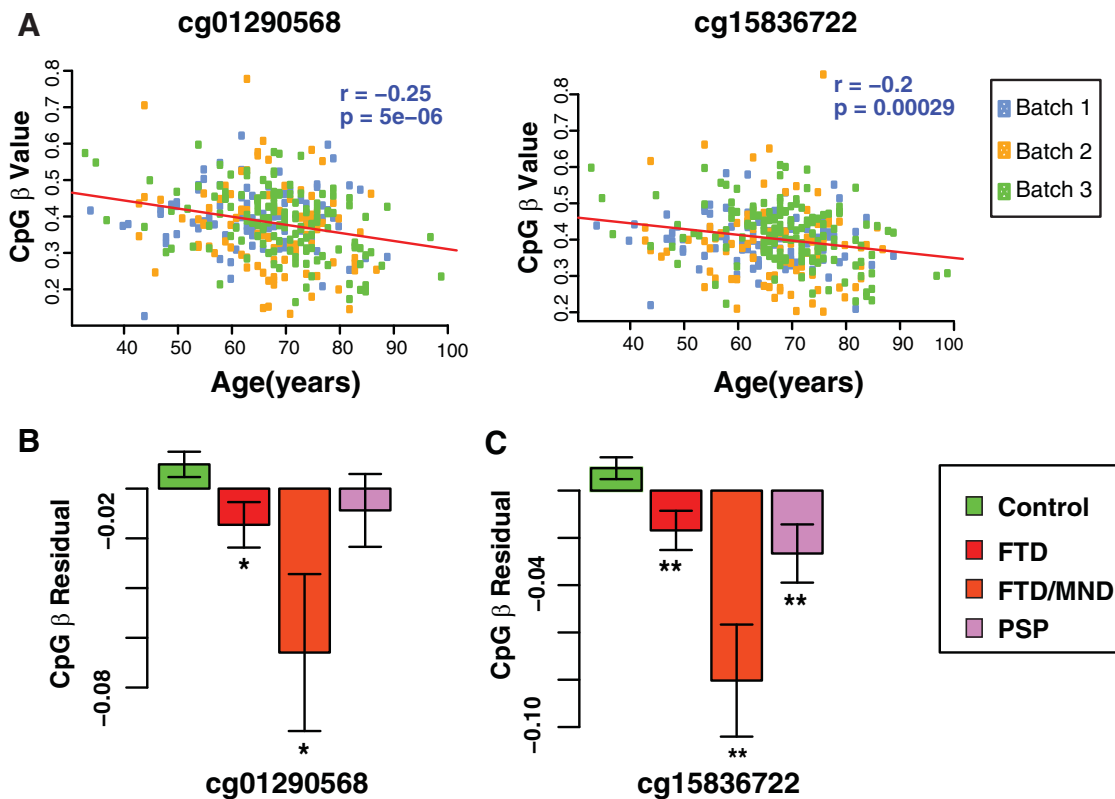 A
cg01290568
CpG β Value
0.2 0.3 0.4 0.5 0.6 0.7 0.8
r = −0.25
p = 5e−06
40 50 60 70 80 90 100
Age(years)
cg15836722
CpG β Value
0.2 0.3 0.4 0.5 0.6 0.7 0.8
r = −0.2
p = 0.00029
40 50 60 70 80 90 100
Age(years)
Batch 1
Batch 2
Batch 3
B
CpG β Residual
−0.02
−0.08
*
*
cg01290568
C
CpG β Residual
−0.04
−0.10
**
**
**
cg15836722
Control
FTD
FTD/MND
PSP